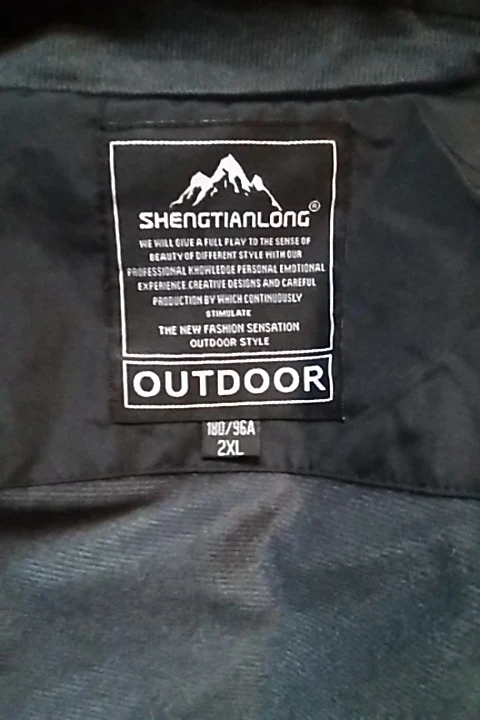 SHENGTIANLONG®
WE WILL GIVE A FULL PLAY TO THE SENSE OF
BEAUTY OF DIFFERENT STYLE WITH OUR
PROFESSIONAL KNOWLEDGE PERSONAL EMOTIONAL
EXPERIENCE.CREATIVE DESIGNS AND CAREFUL
PRODUCTION BY WHICH CONTINUOUSLY
STIMULATE
THE NEW FASHION SENSATION
OUTDOOR STYLE
OUTDOOR
180/96A
2XL